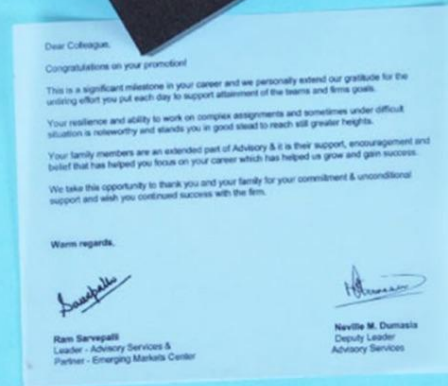 Dear Colleague,
Congratulations on your promotion!
This is a significant milestone in your career and we personally extend our gratitude for the
untiring effort you put each day to support attainment of the teams and firms goals.
Your resilience and ability to work on complex assignments and sometimes under difficult
situation is noteworthy and stands you in good stead to reach still greater heights.
Your family members are an extended part of Advisory & it is their support, encouragement and
belief that has helped you focus on your career which has helped us grow and gain success.
We take this opportunity to thank you and your family for your commitment & unconditional
support and wish you continued success with the firm.
Warm regards,
Sarvepalli
Ram Sarvepalli
Leader - Advisory Services &
Partner - Emerging Markets Center
Neville M. Dumasia
Deputy Leader
Advisory Services